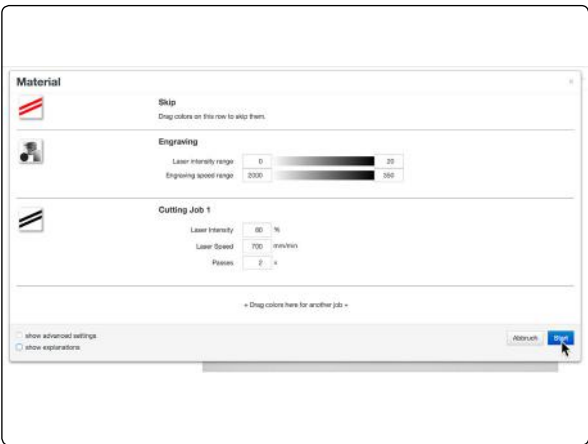 Material
Skip
Drag colors on this row to skip them.
Engraving
Laser intensity range 0 20
Engraving speed range 2000 350
Cutting Job 1
Laser Intensity 80 %
Laser Speed 700 mm/min
Passes 2 x
+ Drag colors here for another job +
show advanced settings
show explanations
Abbruch Start